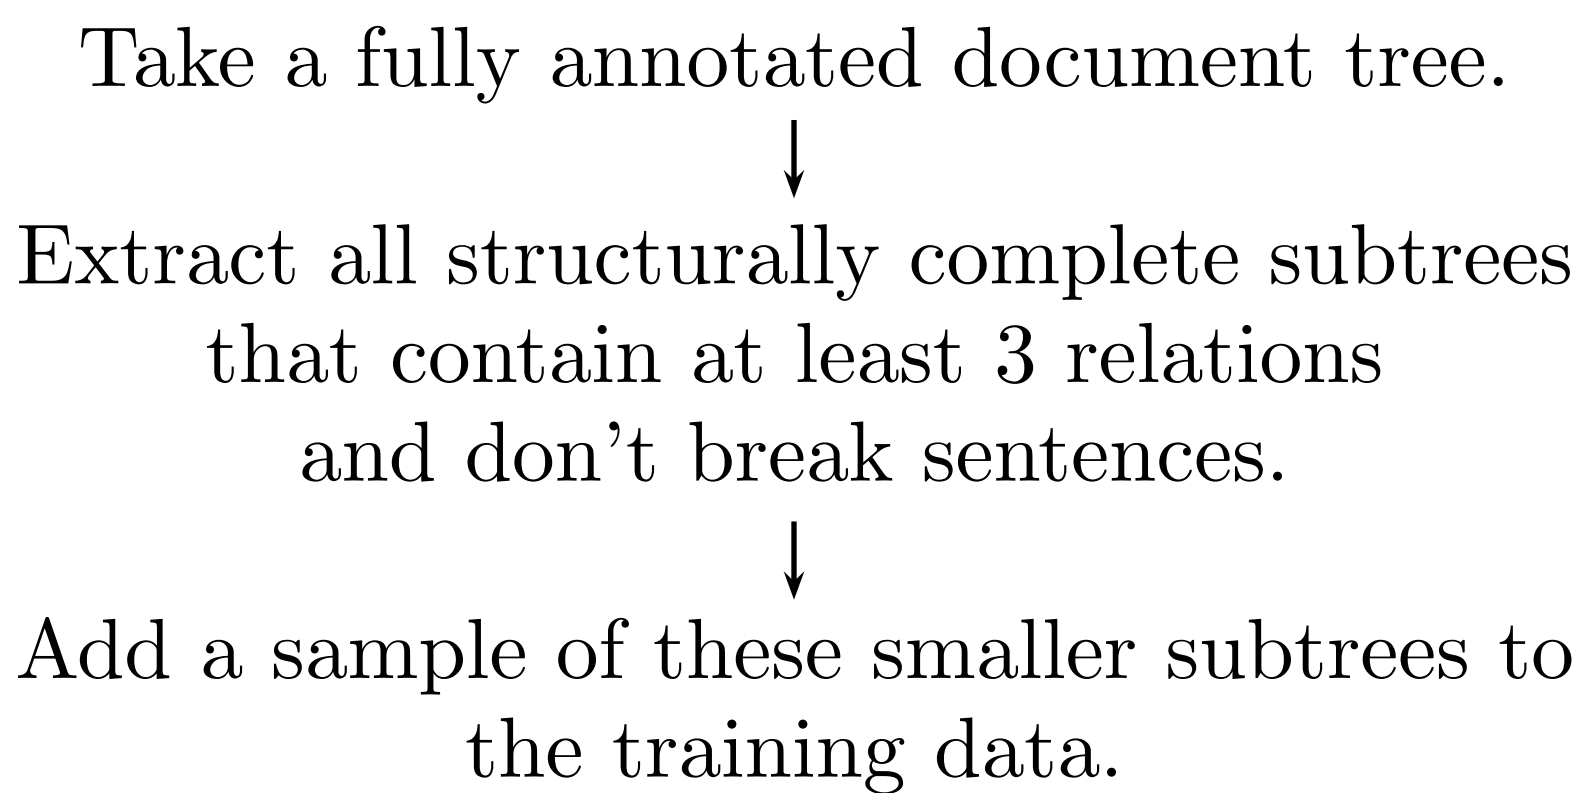 Take a fully annotated document tree.
Extract all structurally complete subtrees
that contain at least 3 relations
and don't break sentences.
Add a sample of these smaller subtrees to
the training data.